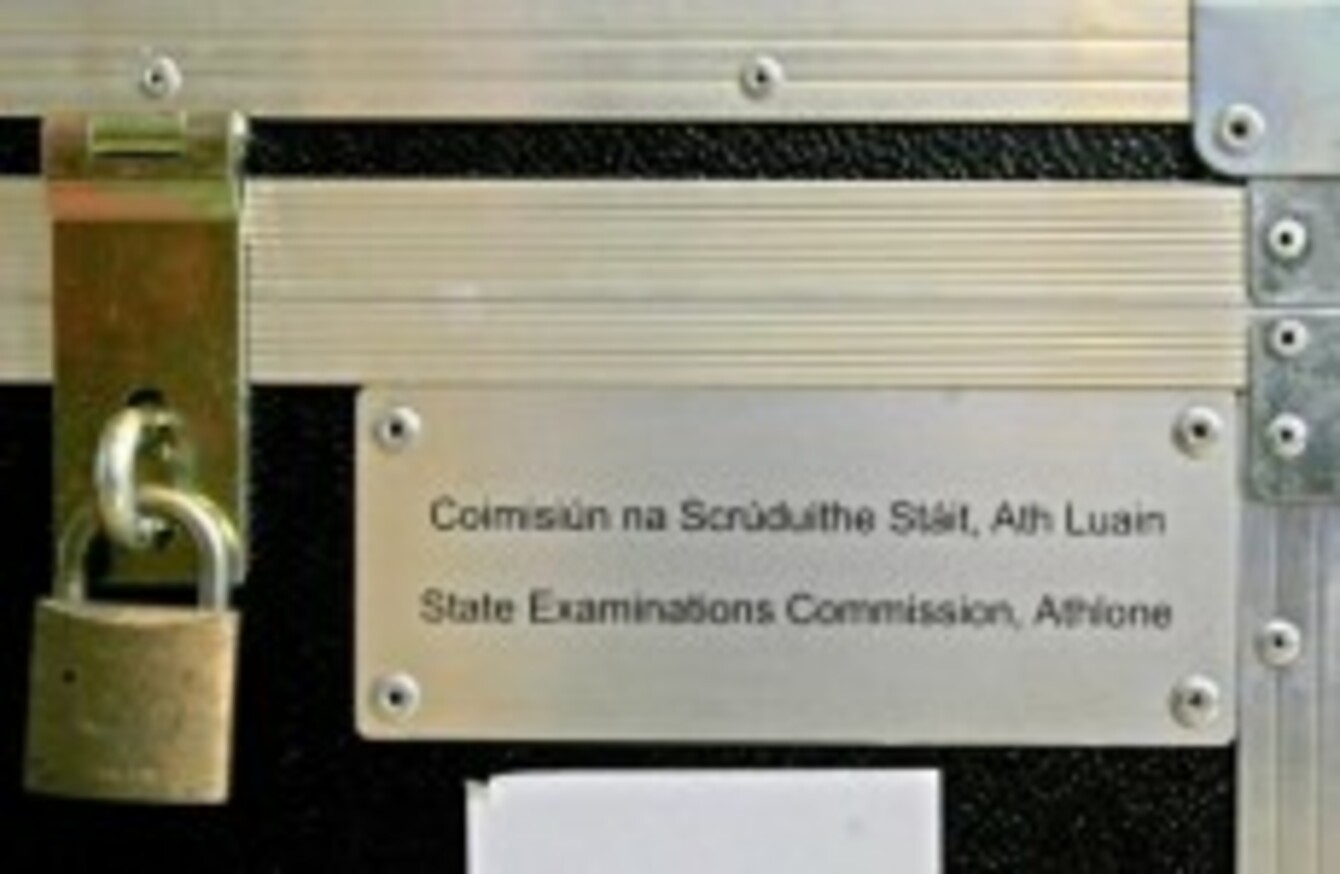 Coimisiún na Scrúduithe Stáit, Ath Luain
State Examinations Commission, Athlone